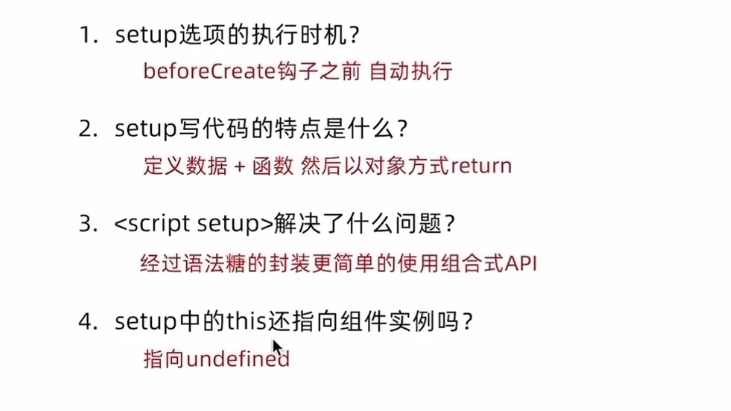 1. setup选项的执行时机?
beforeCreate钩子之前 自动执行
2. setup写代码的特点是什么?
定义数据 + 函数 然后以对象方式return
3. <script setup>解决了什么问题?
经过语法糖的封装更简单的使用组合式API
4. setup中的this还指向组件实例吗?
指向undefined